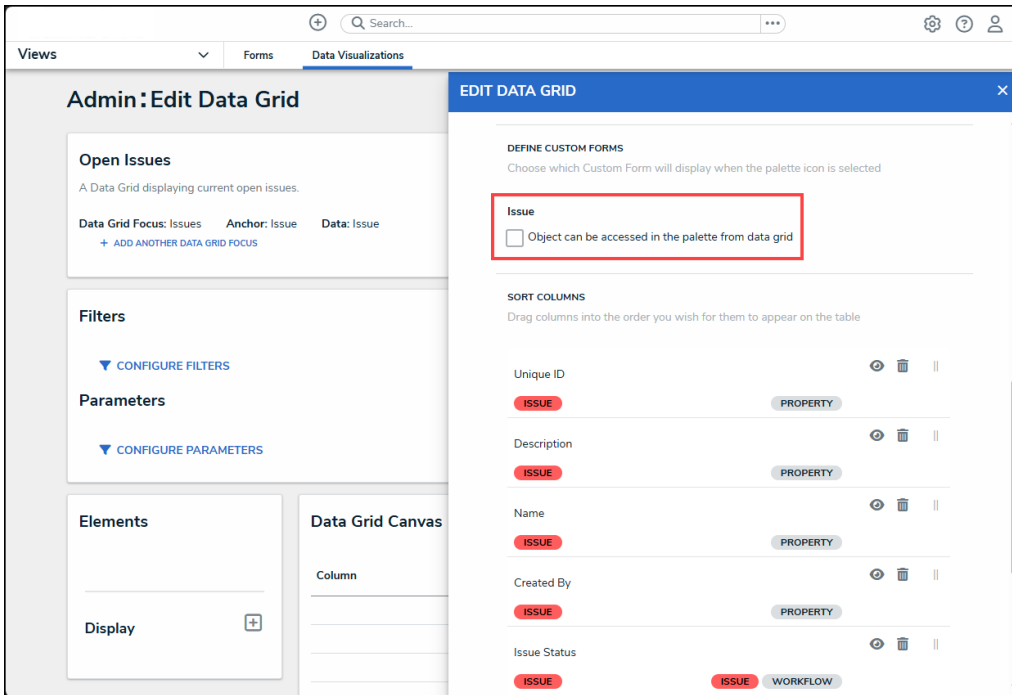 Search...
Views
Forms
Data Visualizations
Admin:Edit Data Grid
Open Issues
A Data Grid displaying current open issues.
Data Grid Focus: Issues Anchor: Issue Data: Issue
+ ADD ANOTHER DATA GRID FOCUS
Filters
CONFIGURE FILTERS
Parameters
CONFIGURE PARAMETERS
Elements
Display
Data Grid Canvas
Column
EDIT DATA GRID
DEFINE CUSTOM FORMS
Choose which Custom Form will display when the palette icon is selected
Issue
Object can be accessed in the palette from data grid
SORT COLUMNS
Drag columns into the order you wish for them to appear on the table
Unique ID
ISSUE PROPERTY
Description
ISSUE PROPERTY
Name
ISSUE PROPERTY
Created By
ISSUE PROPERTY
Issue Status
ISSUE ISSUE WORKFLOW